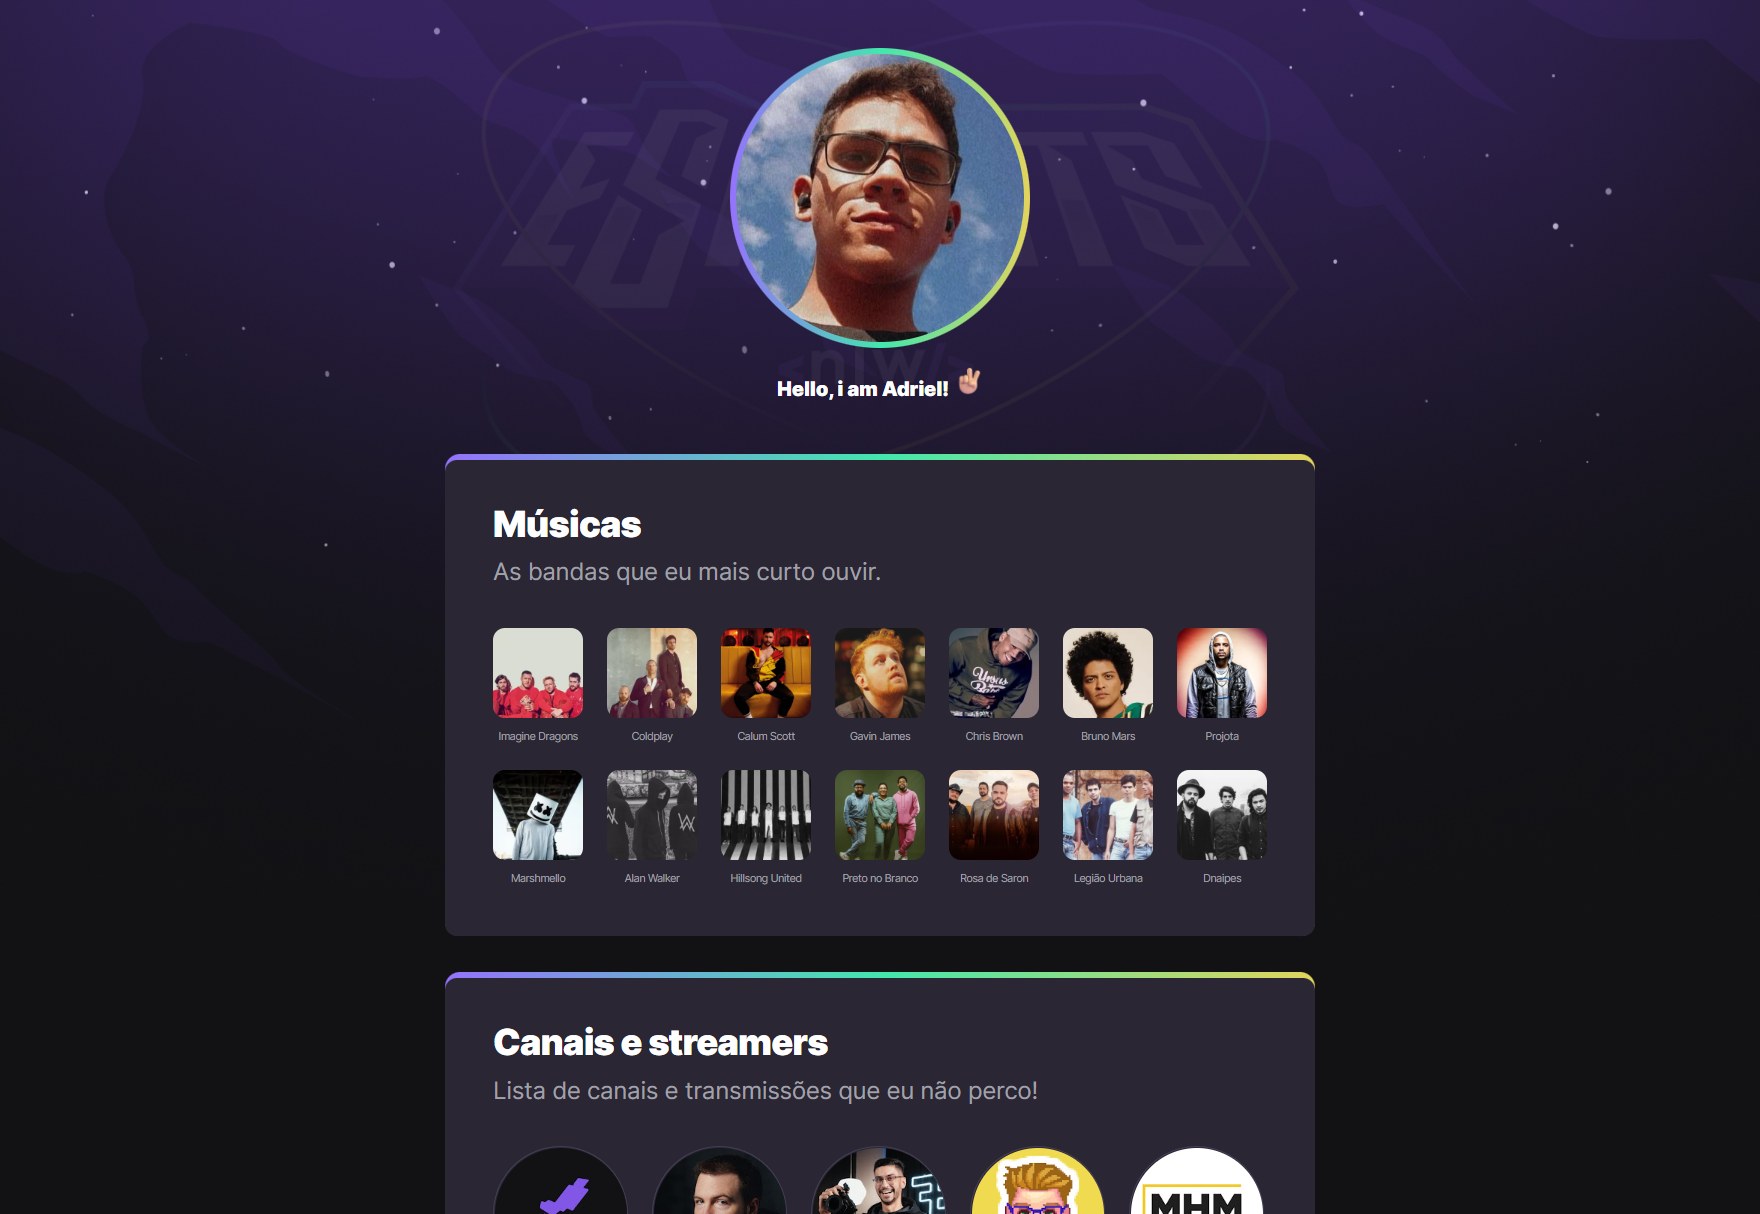 <nlw/>
Hello, i am Adriel! ✌🏼
Músicas
As bandas que eu mais curto ouvir.
Imagine Dragons
Coldplay
Calum Scott
Gavin James
Chris Brown
Bruno Mars
Projota
Marshmello
Alan Walker
Hillsong United
Preto no Branco
Rosa de Saron
Legião Urbana
Dnaipes
Canais e streamers
Lista de canais e transmissões que eu não perco!
MHM